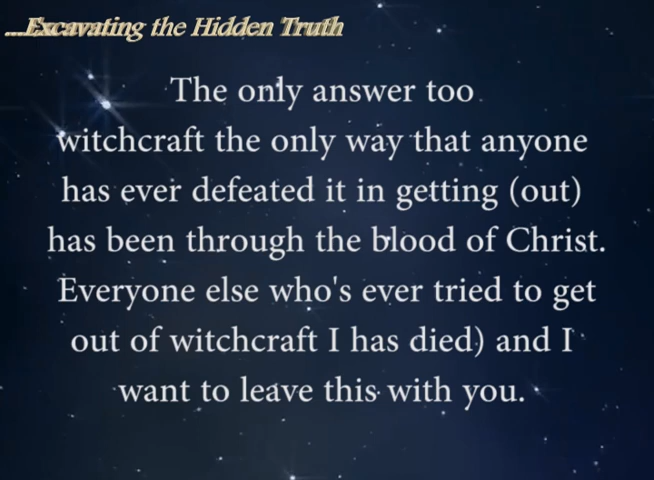 ...Excavating the Hidden Truth
The only answer too
witchcraft the only way that anyone
has ever defeated it in getting (out)
has been through the blood of Christ.
Everyone else who's ever tried to get
out of witchcraft I has died) and I
want to leave this with you.